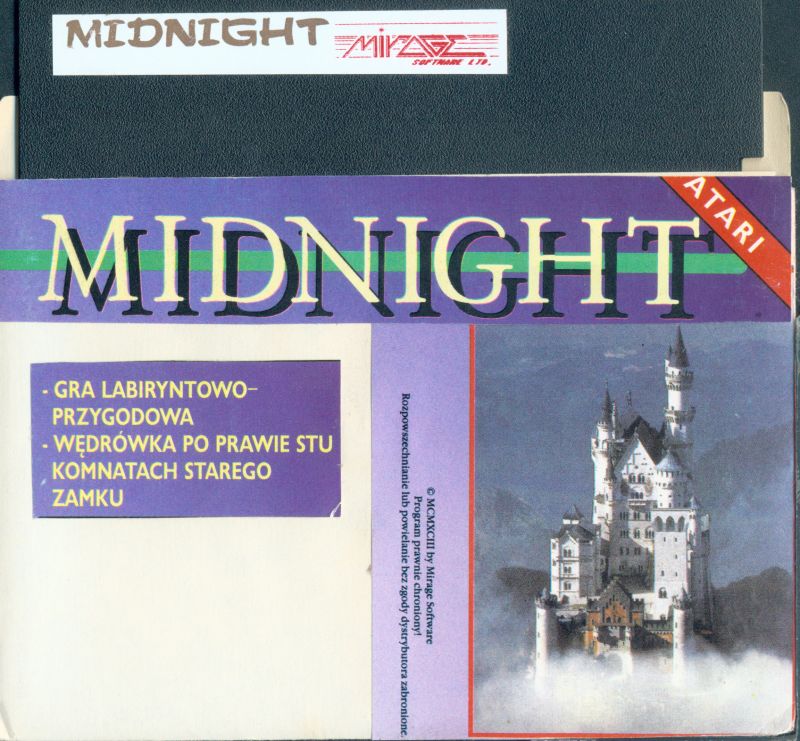 MIDNIGHT
MIRAGE
SOFTWARE LTD.
MIDNIGHT
ATARI
- GRA LABIRYNTOWO–
PRZYGODOWA
- WĘDRÓWKA PO PRAWIE STU
KOMNATACH STAREGO
ZAMKU
© MCMXCIII by Mirage Software
Program prawnie chroniony!
Rozpowszechnianie lub powielanie bez zgody dystrybutora zabronione.